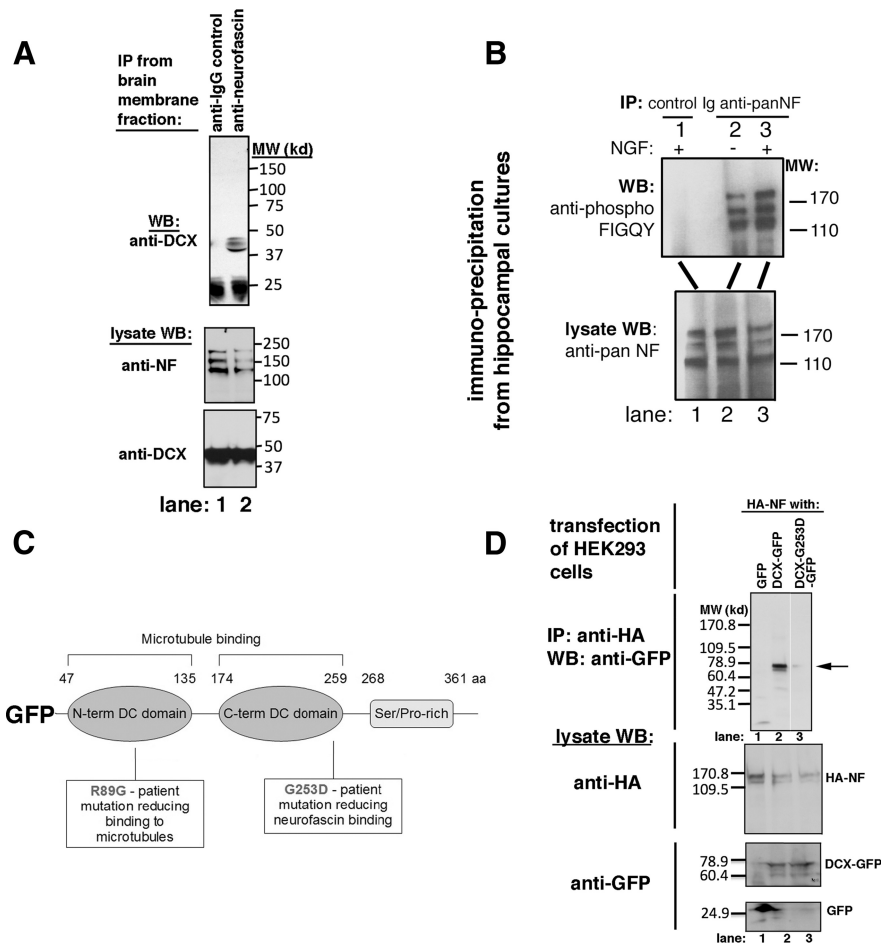 A
IP from
brain
membrane
fraction:
anti-IgG control
anti-neurofascin
MW (kd)
150
100
75
50
37
25
WB:
anti-DCX
lysate WB:
anti-NF
250
150
100
anti-DCX
75
50
37
lane: 1 2
B
immuno-precipitation
from hippocampal cultures
IP: control Ig anti-panNF
1 2 3
NGF: + - +
MW:
WB:
anti-phospho
FIGQY
170
110
lysate WB:
anti-pan NF
170
110
lane: 1 2 3
C
Microtubule binding
47 135 174 259 268 361 aa
GFP
N-term DC domain
C-term DC domain
Ser/Pro-rich
R89G - patient
mutation reducing
binding to
microtubules
G253D - patient
mutation reducing
neurofascin binding
D
transfection
of HEK293
cells
HA-NF with:
GFP
DCX-GFP
DCX-G253D
-GFP
IP: anti-HA
WB: anti-GFP
MW (kd)
170.8
109.5
78.9
60.4
47.2
35.1
lane: 1 2 3
lysate WB:
anti-HA
170.8
109.5
HA-NF
anti-GFP
78.9
60.4
DCX-GFP
24.9
GFP
lane: 1 2 3